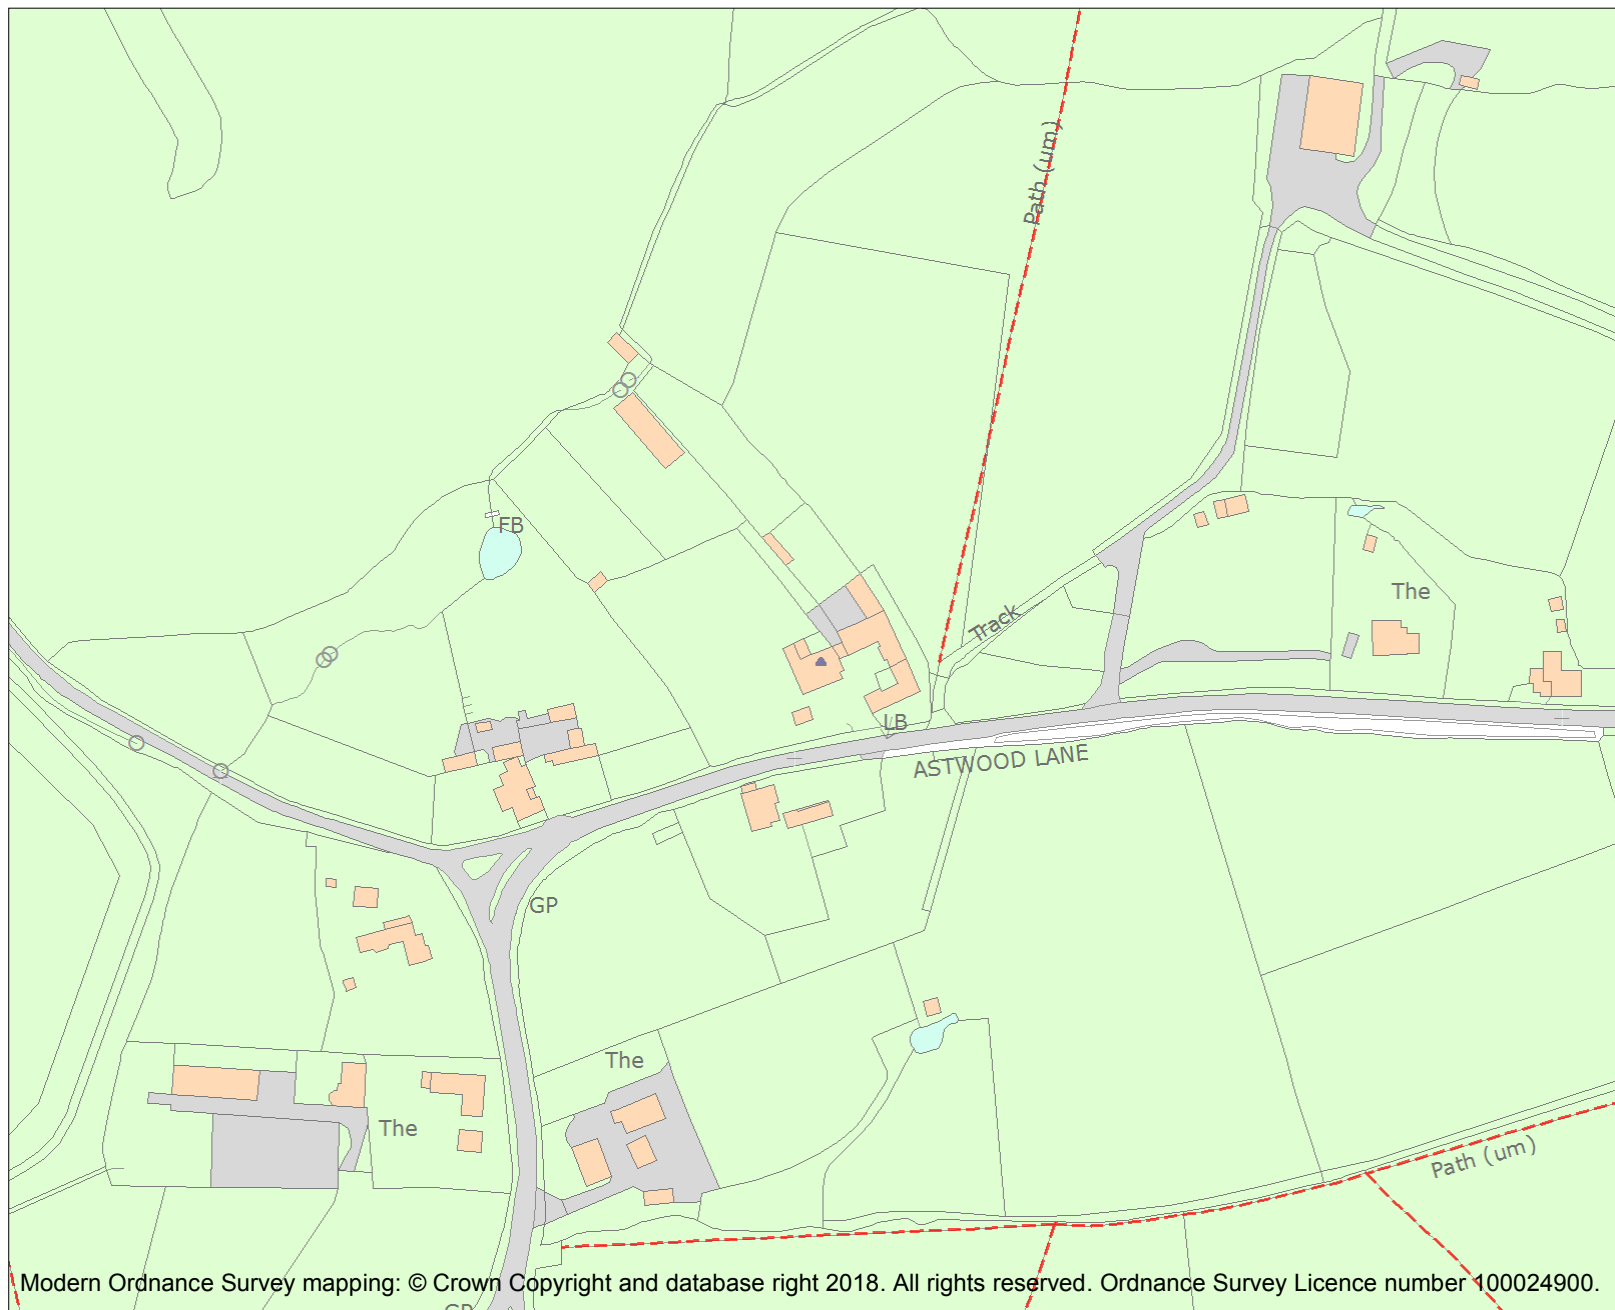 Path (um)
FB
The
Track
LB
ASTWOOD LANE
GP
The
The
Path (um)
Modern Ordnance Survey mapping: © Crown Copyright and database right 2018. All rights reserved. Ordnance Survey Licence number 100024900.
GP